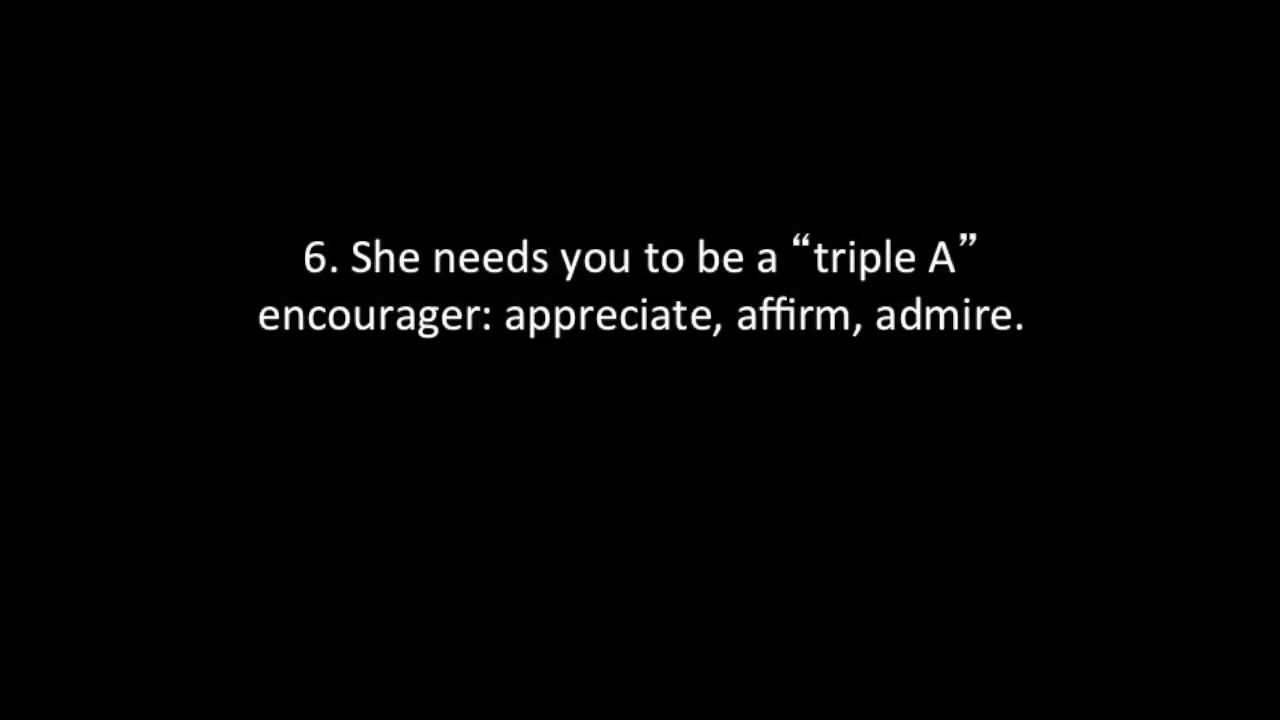 6. She needs you to be a “triple A”
encourager: appreciate, affirm, admire.